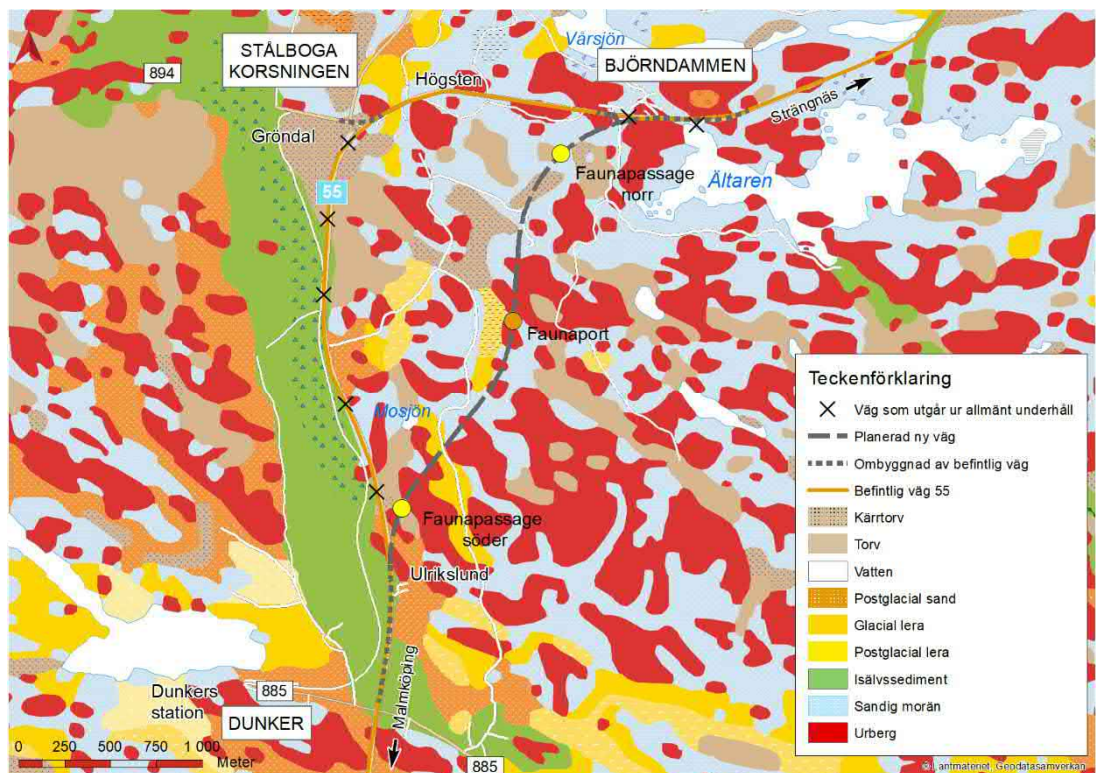 894
STÅLBOGA
KORSNINGEN
Vårsjön
BJÖRNDAMMEN
Högsten
Strängnäs
Gröndal
Faunapassage
norr
Ältaren
55
Faunaport
Mosjön
Faunapassage
söder
Ulrikslund
Malmköping
Dunkers
station
885
DUNKER
885
0 250 500 750 1 000
Meter
Teckenförklaring
Väg som utgår ur allmänt underhåll
Planerad ny väg
Ombyggnad av befintlig väg
Befintlig väg 55
Kärrtorv
Torv
Vatten
Postglacial sand
Glacial lera
Postglacial lera
Isälvssediment
Sandig morän
Urberg
© Lantmäteriet, Geodatasamverkan